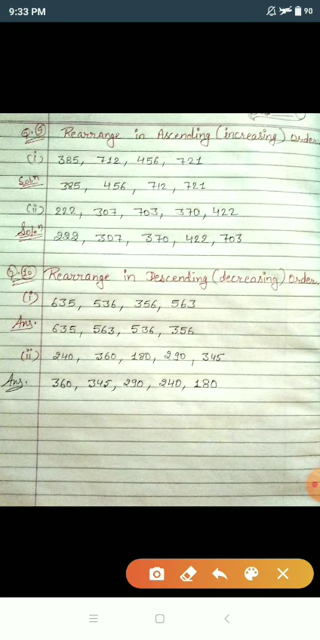 9:33 PM
90
Q.9 Rearrange in Ascending (increasing) order
(i) 385, 712, 456, 721
Solⁿ 385, 456, 712, 721
(ii) 222, 307, 703, 370, 422
Soloⁿ 222, 307, 370, 422, 703
Q.10 Rearrange in Descending (decreasing) Order
(i) 635, 536, 356, 563
Ans. 635, 563, 536, 356
(ii) 240, 360, 180, 290, 345
Ans. 360, 345, 290, 240, 180